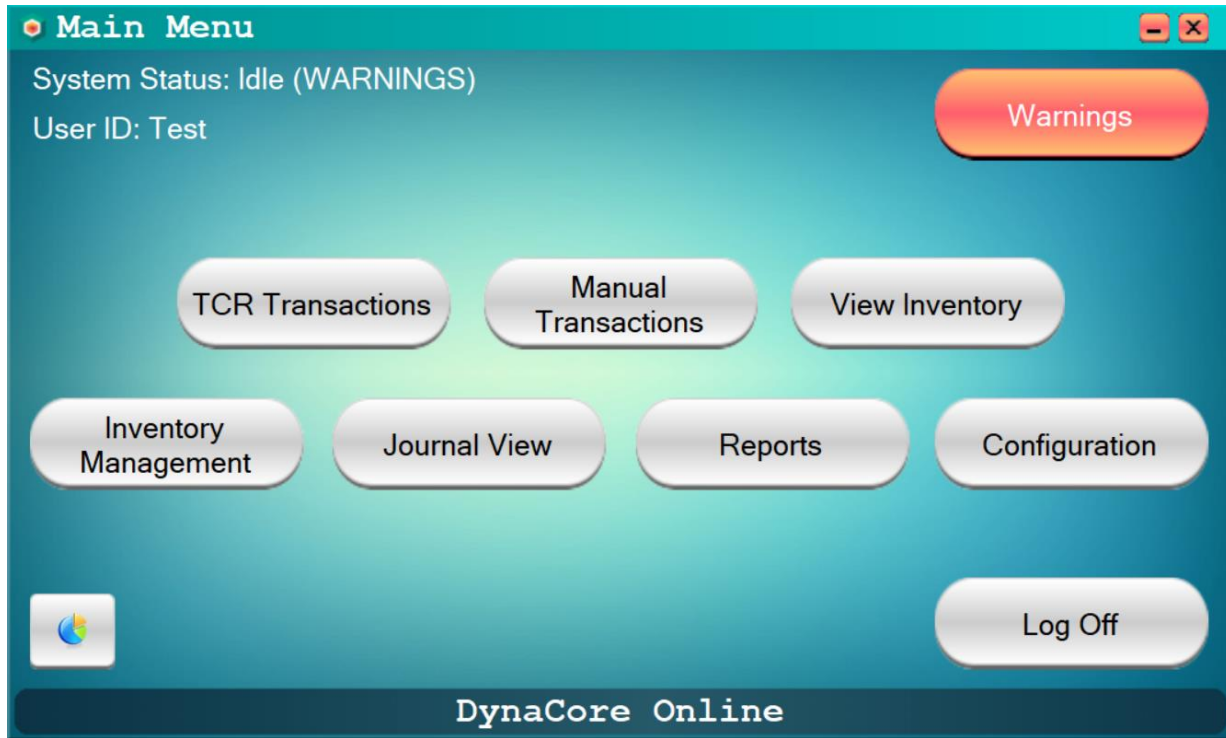 Main Menu
System Status: Idle (WARNINGS)
User ID: Test
Warnings
TCR Transactions
Manual
Transactions
View Inventory
Inventory
Management
Journal View
Reports
Configuration
Log Off
DynaCore Online